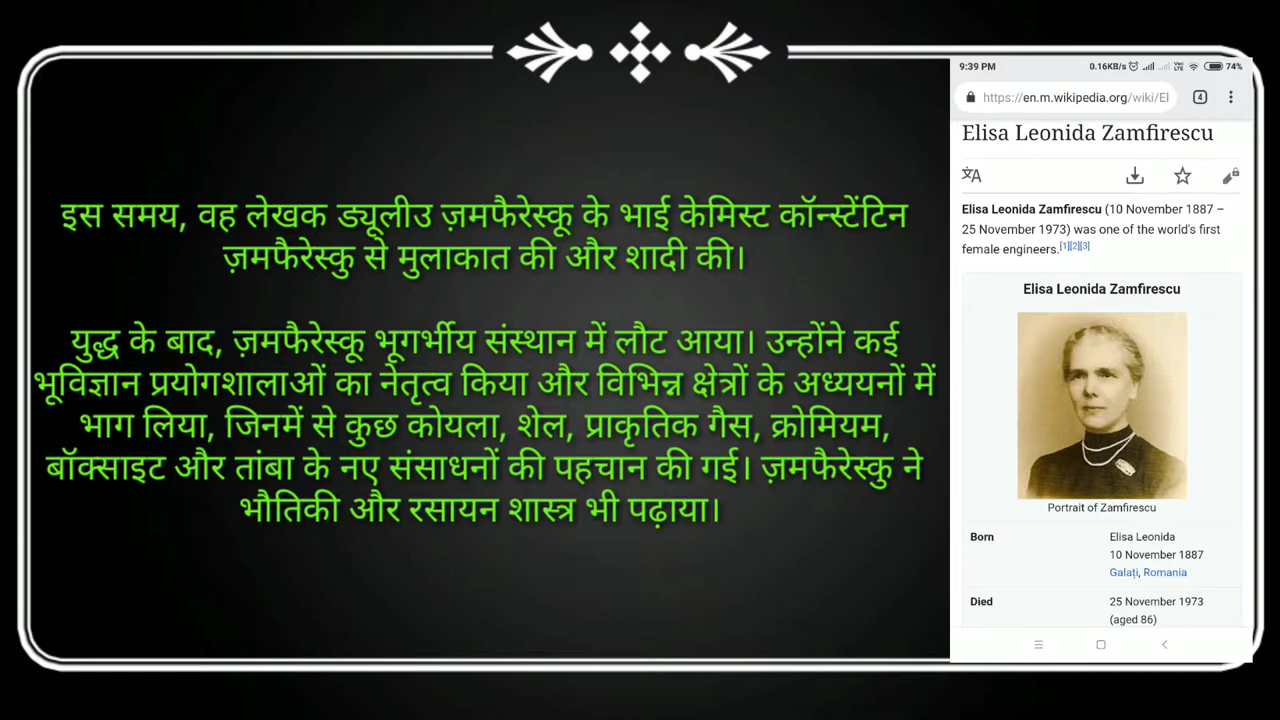 इस समय, वह लेखक ड्यूलीउ ज़मफैरेस्कू के भाई केमिस्ट कॉन्स्टेंटिन
ज़मफैरेस्कु से मुलाकात की और शादी की।
युद्ध के बाद, ज़मफैरेस्कू भूगर्भीय संस्थान में लौट आया। उन्होंने कई
भूविज्ञान प्रयोगशालाओं का नेतृत्व किया और विभिन्न क्षेत्रों के अध्ययनों में
भाग लिया, जिनमें से कुछ कोयला, शेल, प्राकृतिक गैस, क्रोमियम,
बॉक्साइट और तांबा के नए संसाधनों की पहचान की गई। ज़मफैरेस्कु ने
भौतिकी और रसायन शास्त्र भी पढ़ाया।
9:39 PM 0.16KB/s 74%
https://en.m.wikipedia.org/wiki/El 4
Elisa Leonida Zamfirescu
Elisa Leonida Zamfirescu (10 November 1887 –
25 November 1973) was one of the world's first
female engineers.[1][2][3]
Elisa Leonida Zamfirescu
Portrait of Zamfirescu
Born Elisa Leonida
10 November 1887
Galați, Romania
Died 25 November 1973
(aged 86)